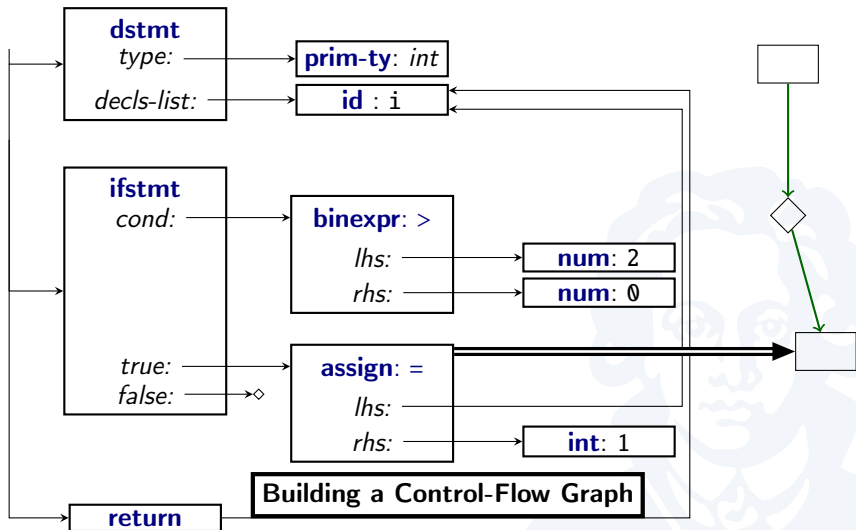 dstmt
type:
prim-ty: int
decls-list:
id : i
ifstmt
cond:
binexpr: >
lhs:
num: 2
rhs:
num: 0
true:
assign: =
false:
lhs:
rhs:
int: 1
Building a Control-Flow Graph
return